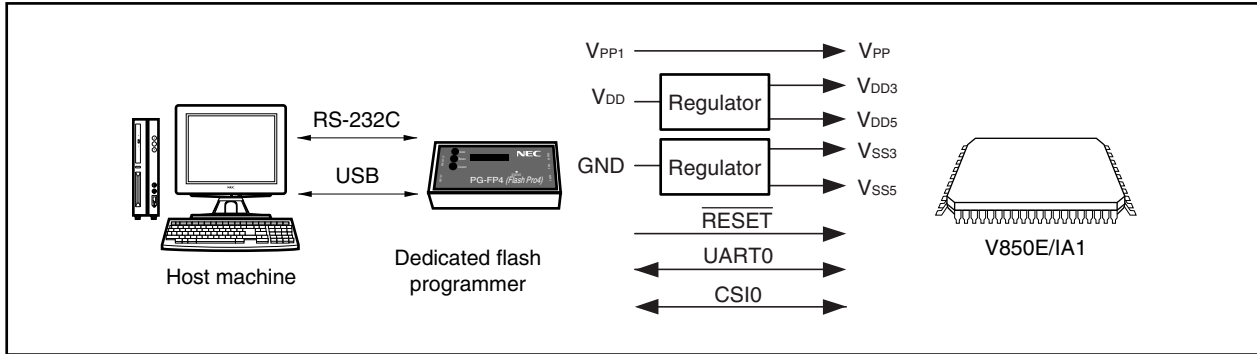 RS-232C
USB
Host machine
NEC
PG-FP4 (Flash Pro4)
Dedicated flash
programmer
VPP1
VPP
VDD
Regulator
VDD3
VDD5
GND
Regulator
VSS3
VSS5
RESET
UART0
CSI0
V850E/IA1